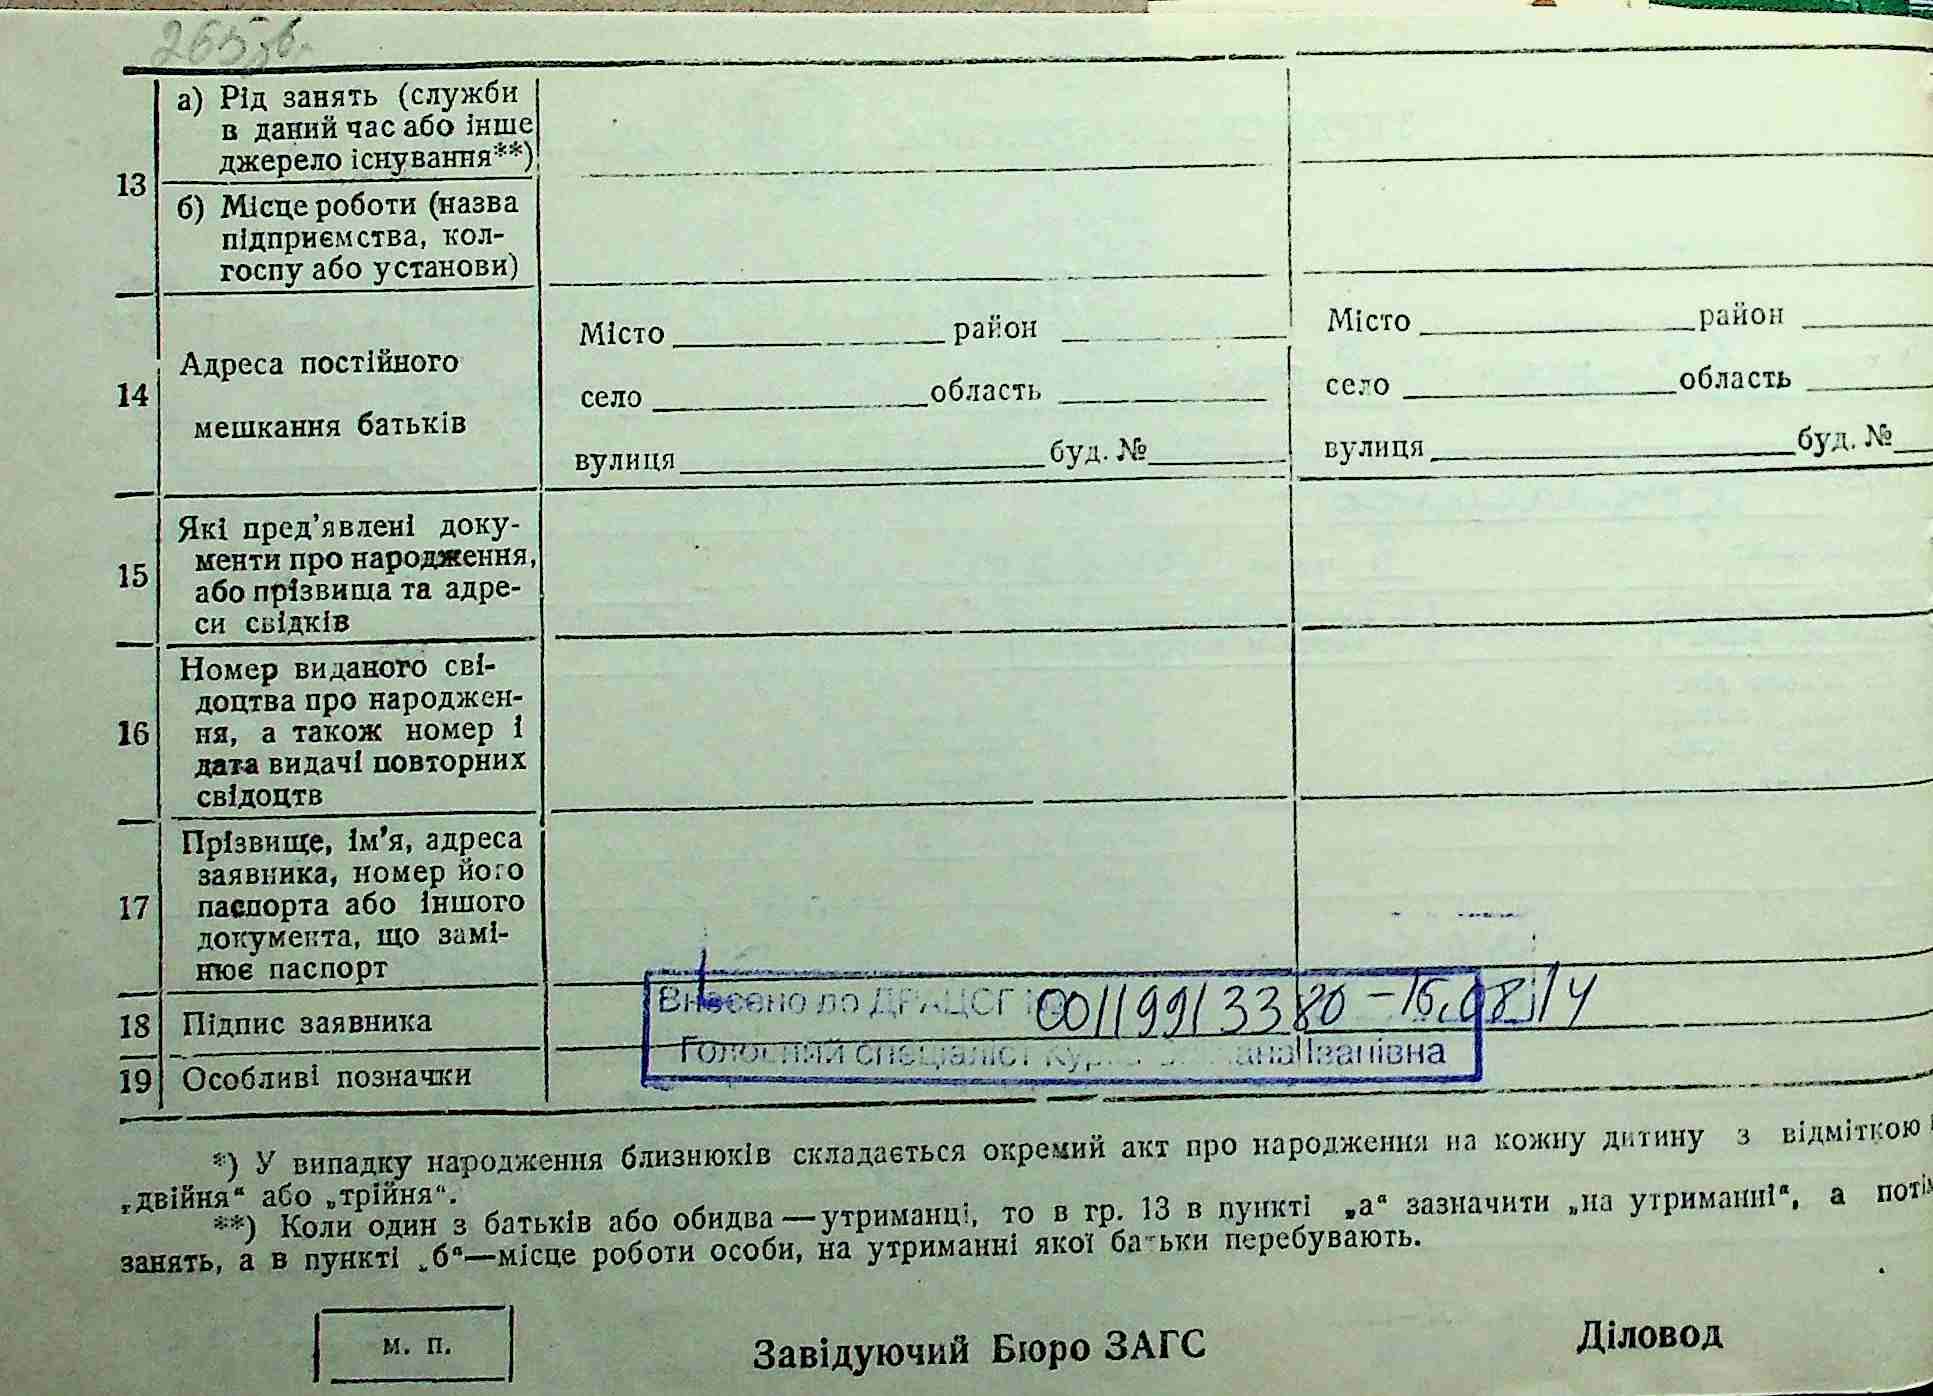 265
13
а) Рід занять (служби
в даний час або інше
джерело існування**)
б) Місце роботи (назва
підприємства, кол-
госпу або установи)
14
Адреса постійного
мешкання батьків
Місто район
село область
вулиця буд. №
Місто район
село область
вулиця буд. №
15
Які пред’явлені доку-
менти про народження,
або прізвища та адре-
си свідків
16
Номер виданого сві-
доцтва про народжен-
ня, а також номер і
дата видачі повторних
свідоцтв
17
Прізвище, ім’я, адреса
заявника, номер його
паспорта або іншого
документа, що замі-
нює паспорт
18 Підпис заявника
19 Особливі позначки
Внесено до ДРАЦСГ № 00119913380 – 15.08.14
Головний спеціаліст Іванівна
*) У випадку народження близнюків складається окремий акт про народження на кожну дитину з відміткою
„двійня“ або „трійня“.
**) Коли один з батьків або обидва—утриманці, то в гр. 13 в пункті „а“ зазначити „на утриманні“, а потім
занять, а в пункті „б“—місце роботи особи, на утриманні якої батьки перебувають.
м. п.
Завідуючий Бюро ЗАГС
Діловод